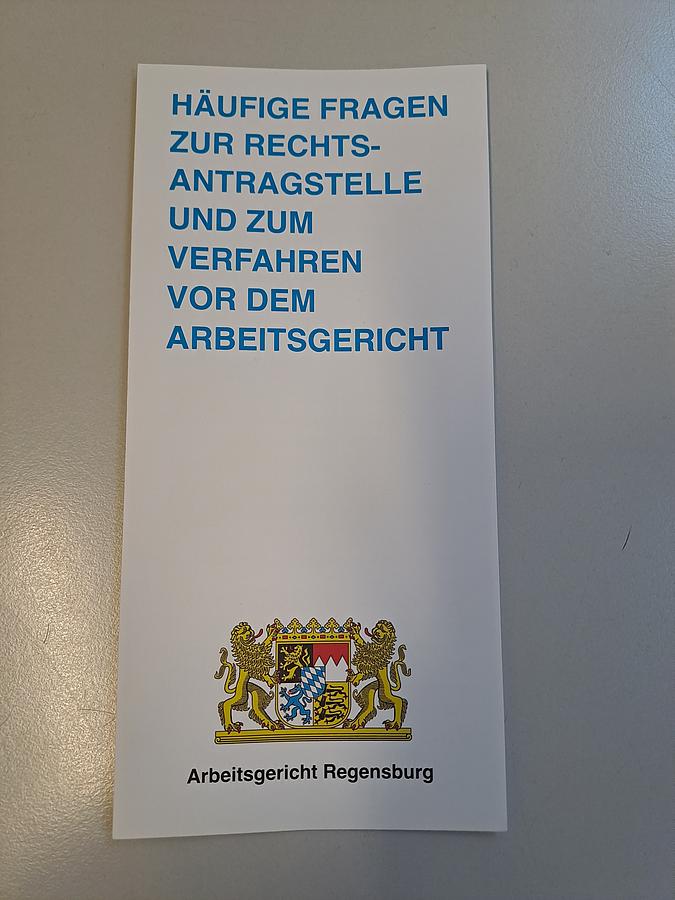 HÄUFIGE FRAGEN
ZUR RECHTS-
ANTRAGSTELLE
UND ZUM
VERFAHREN
VOR DEM
ARBEITSGERICHT
Arbeitsgericht Regensburg